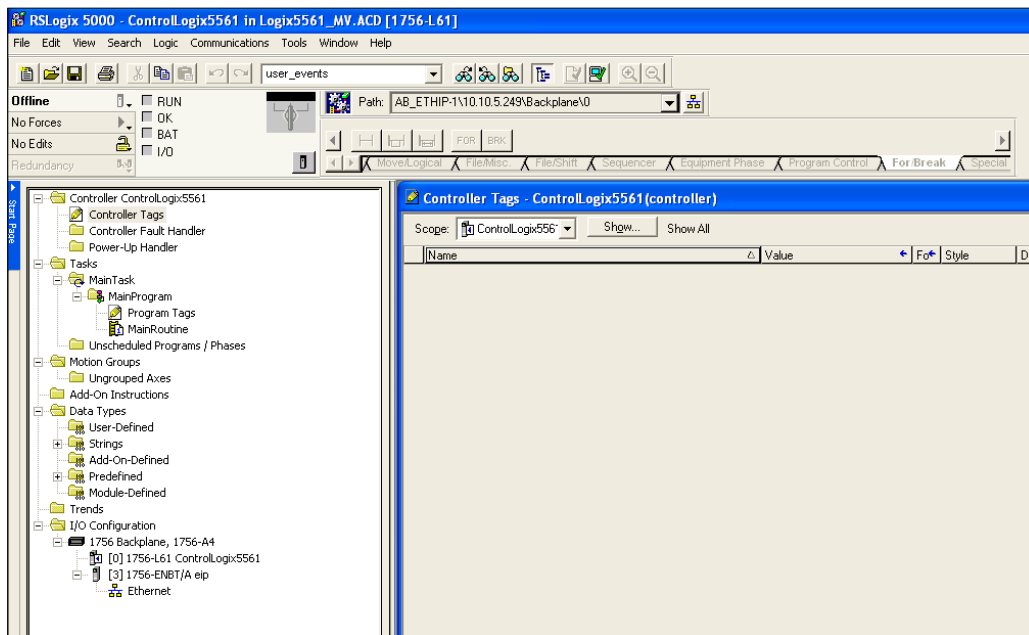 RSLogix 5000 - ControlLogix5561 in Logix5561_MV.ACD [1756-L61]
File Edit View Search Logic Communications Tools Window Help
user_events
Offline
RUN
Path: AB_ETHIP-1\10.10.5.249\Backplane\0
No Forces
OK
No Edits
BAT
FOR BRK
Redundancy
I/O
Move/Logical File/Misc. File/Shift Sequencer Equipment Phase Program Control For/Break Special
Start Page
Controller ControlLogix5561
Controller Tags
Controller Fault Handler
Power-Up Handler
Tasks
MainTask
MainProgram
Program Tags
MainRoutine
Unscheduled Programs / Phases
Motion Groups
Ungrouped Axes
Add-On Instructions
Data Types
User-Defined
Strings
Add-On-Defined
Predefined
Module-Defined
Trends
I/O Configuration
1756 Backplane, 1756-A4
[0] 1756-L61 ControlLogix5561
[3] 1756-ENBT/A eip
Ethernet
Controller Tags - ControlLogix5561(controller)
Scope: ControlLogix556 Show... Show All
Name Value Fo Style D